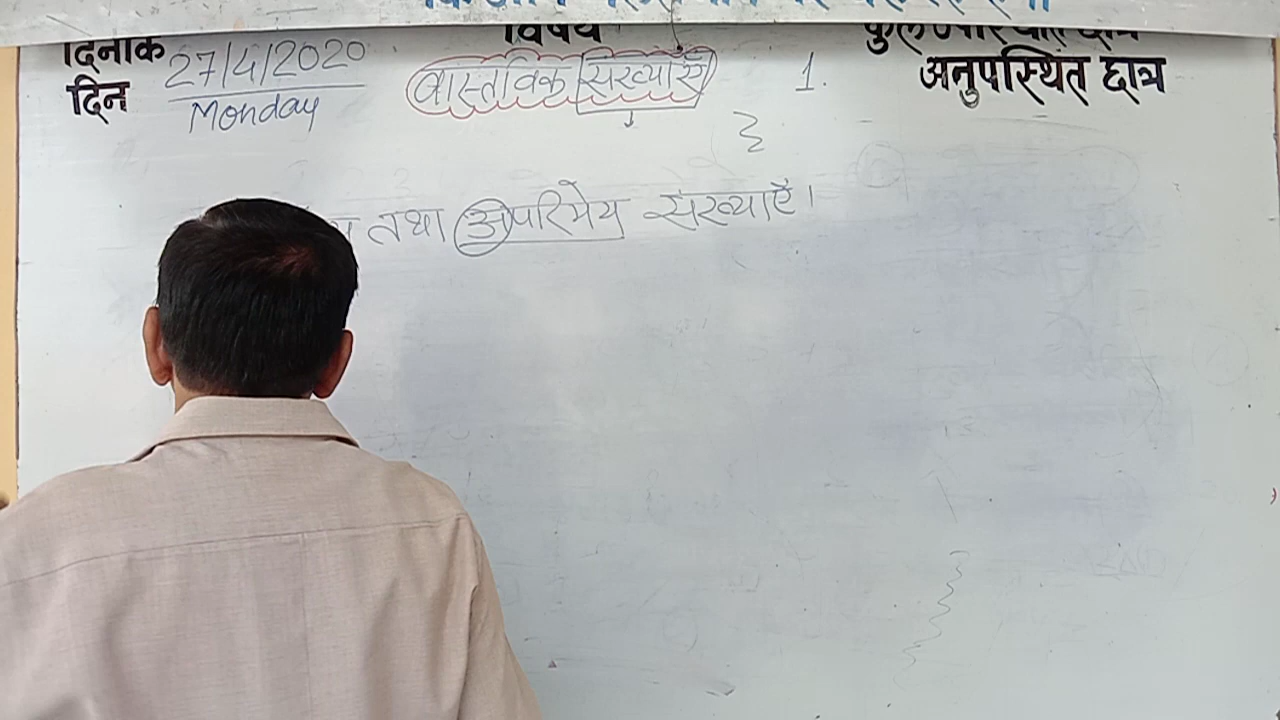 दिनांक 27/4/2020 विषय
दिन Monday वास्तविक संख्याएँ 1. अनुपस्थित छात्र
तथा अपरिमेय संख्याएँ।